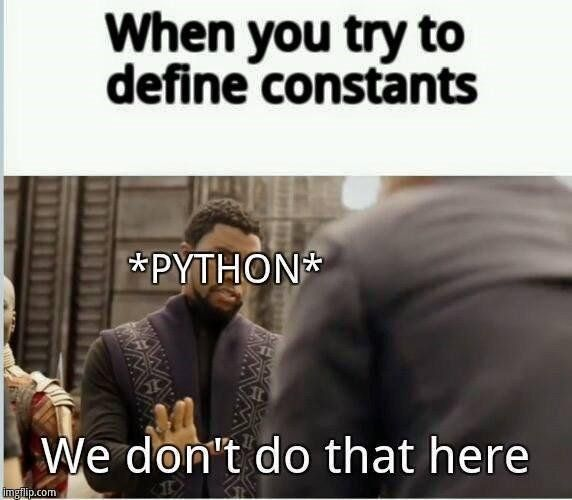 When you try to
define constants
*PYTHON*
We don't do that here
imgflip.com